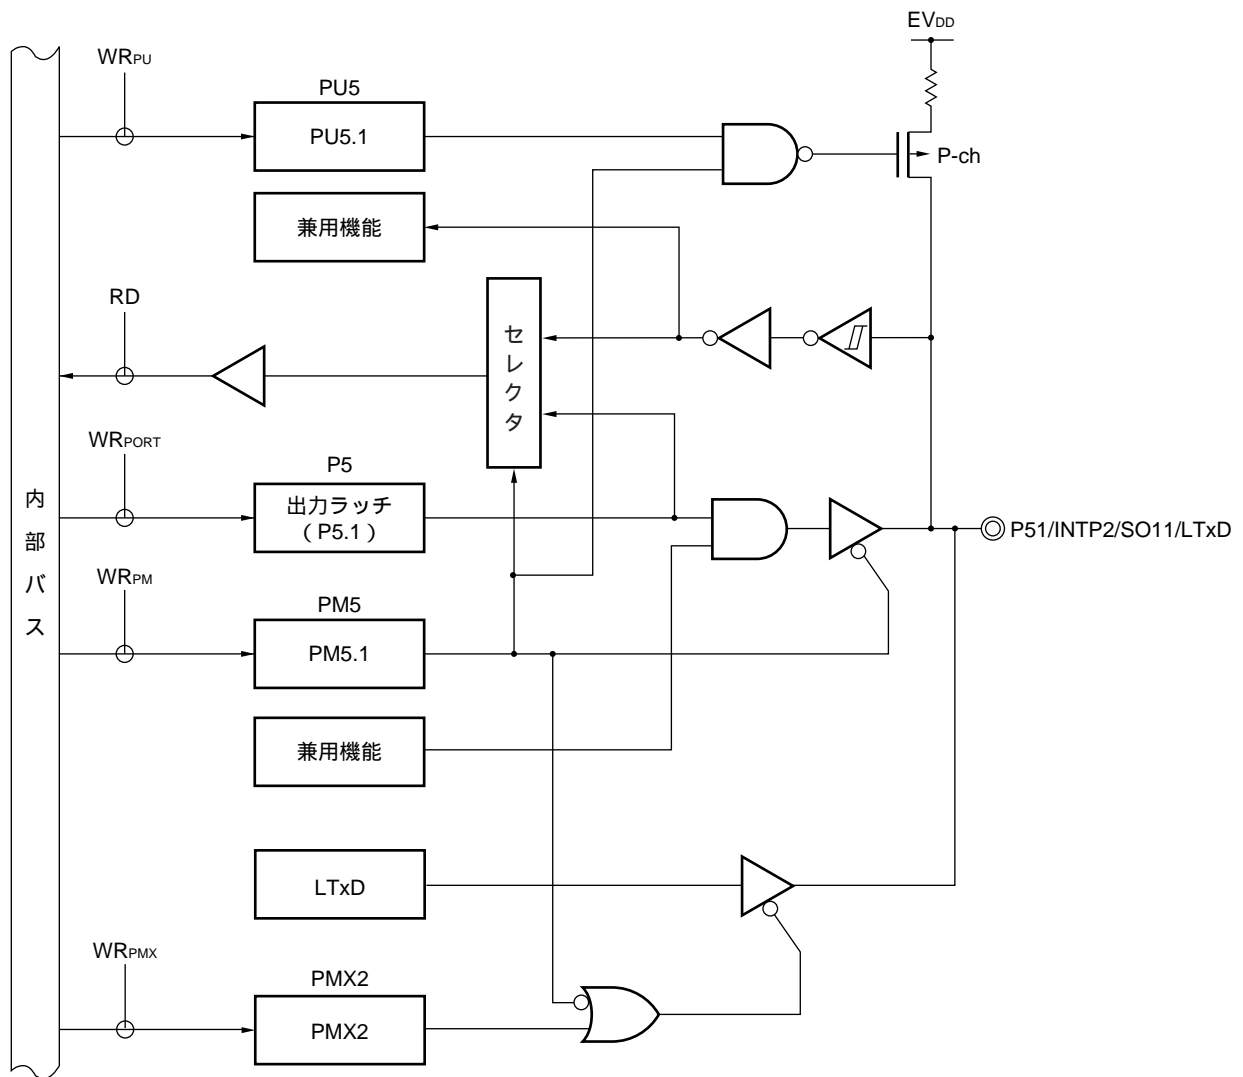 EVDD
WRPU
PU5
PU5.1
P-ch
兼用機能
RD
セレクタ
WRPORT
P5
出力ラッチ
（P5.1）
内部バス
P51/INTP2/SO11/LTxD
WRPM
PM5
PM5.1
兼用機能
LTxD
WRPMX
PMX2
PMX2